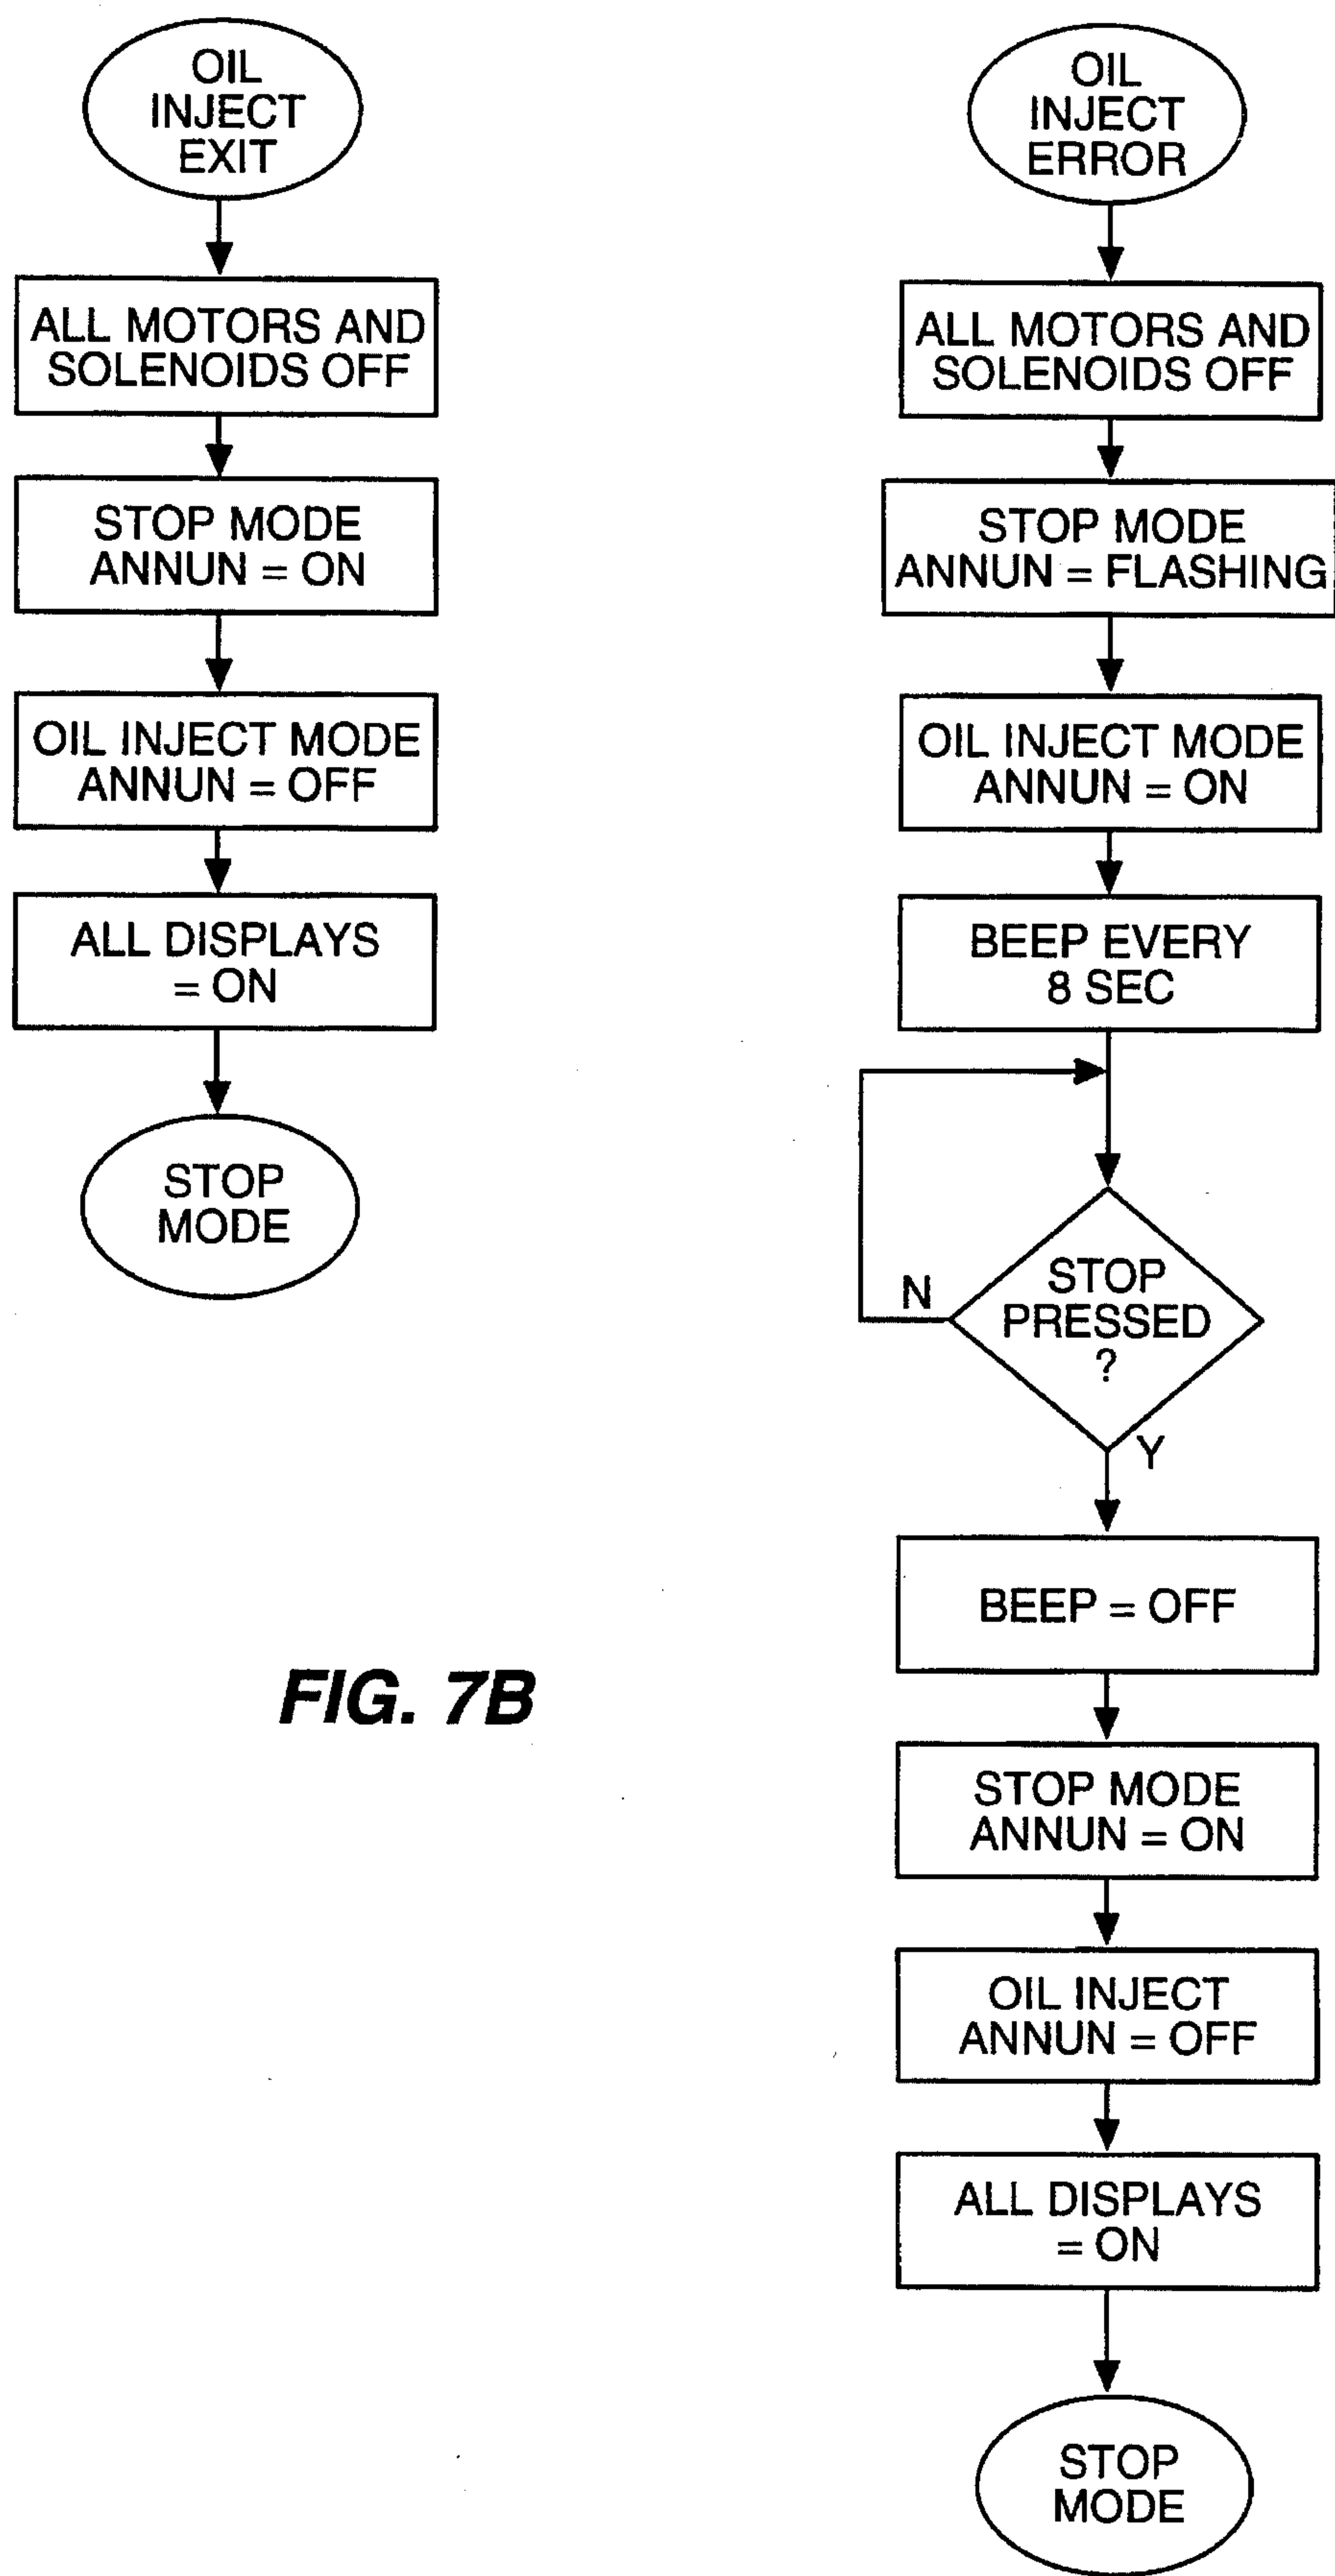 OIL
INJECT
EXIT
ALL MOTORS AND
SOLENOIDS OFF
STOP MODE
ANNUN = ON
OIL INJECT MODE
ANNUN = OFF
ALL DISPLAYS
= ON
STOP
MODE
FIG. 7B
OIL
INJECT
ERROR
ALL MOTORS AND
SOLENOIDS OFF
STOP MODE
ANNUN = FLASHING
OIL INJECT MODE
ANNUN = ON
BEEP EVERY
8 SEC
N
STOP
PRESSED
?
Y
BEEP = OFF
STOP MODE
ANNUN = ON
OIL INJECT
ANNUN = OFF
ALL DISPLAYS
= ON
STOP
MODE